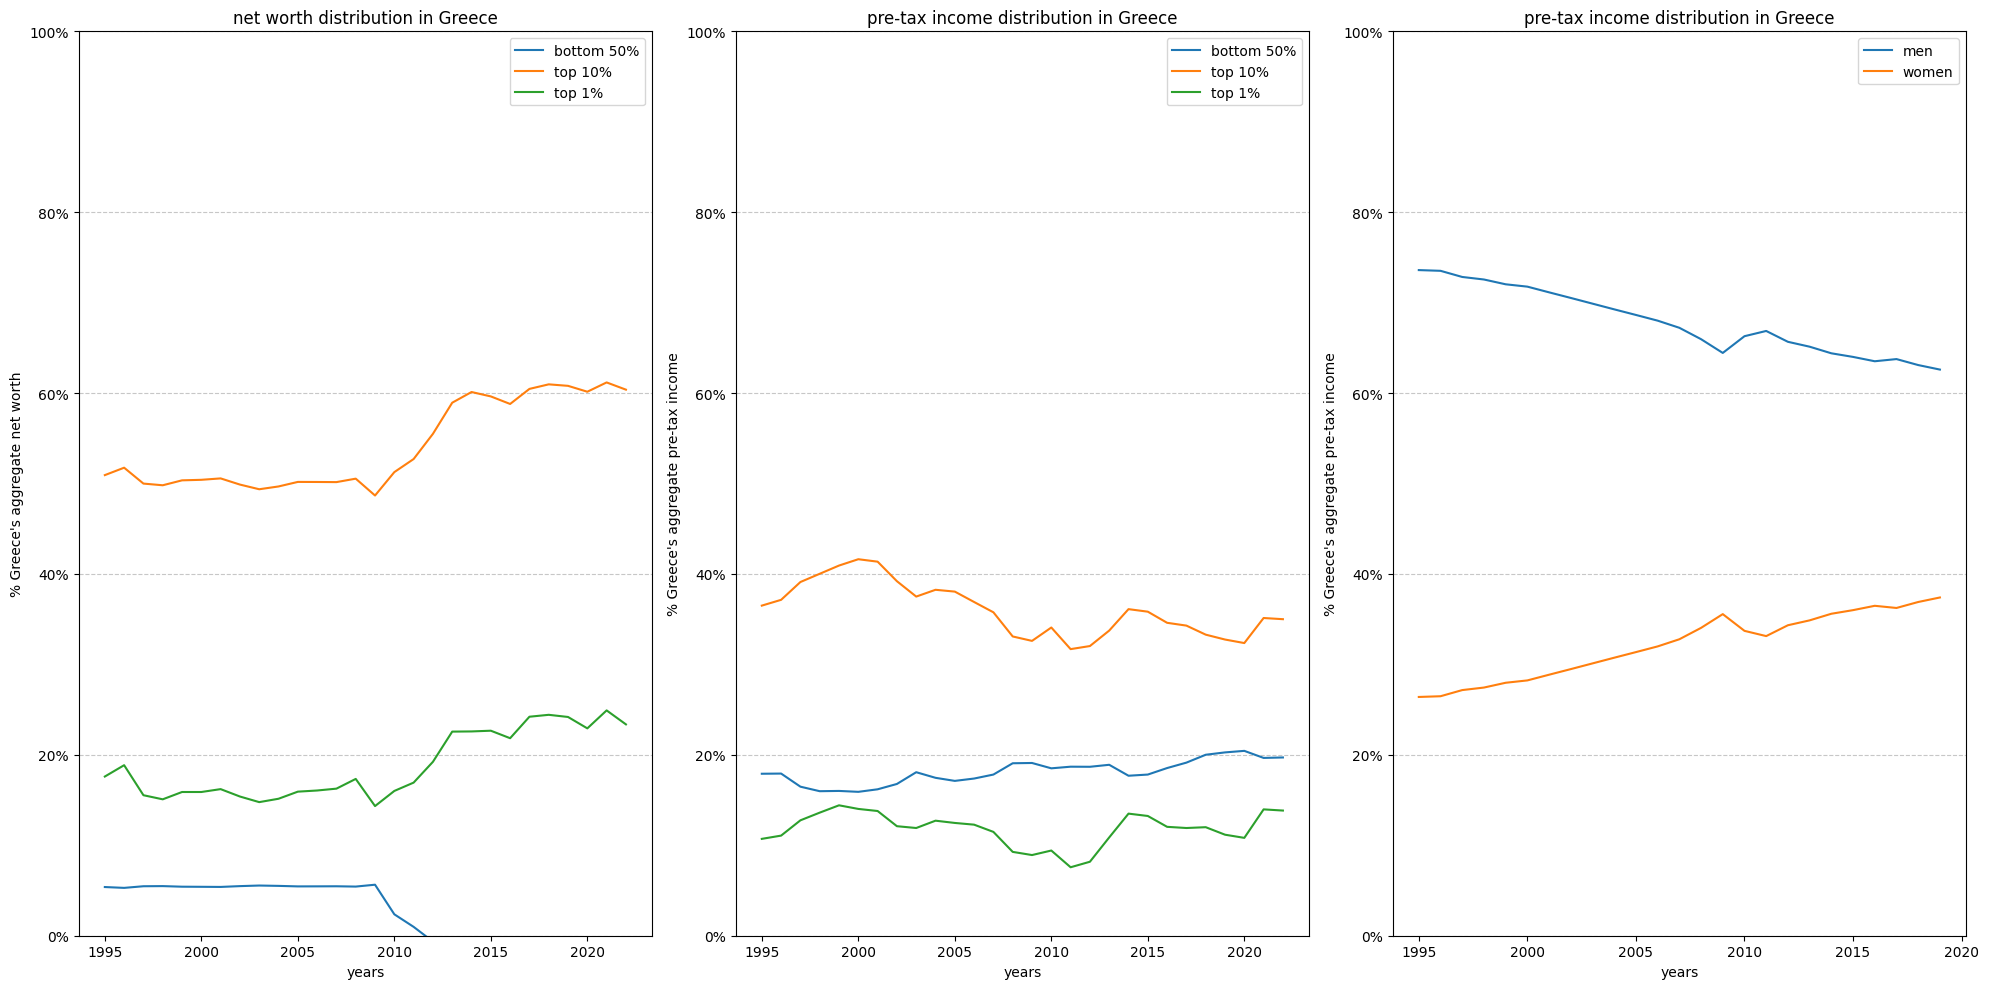 net worth distribution in Greece
100%
80%
60%
40%
20%
0%
% Greece's aggregate net worth
bottom 50%
top 10%
top 1%
1995
2000
2005
2010
2015
2020
years
pre-tax income distribution in Greece
100%
80%
60%
40%
20%
0%
% Greece's aggregate pre-tax income
bottom 50%
top 10%
top 1%
1995
2000
2005
2010
2015
2020
years
pre-tax income distribution in Greece
100%
80%
60%
40%
20%
0%
% Greece's aggregate pre-tax income
men
women
1995
2000
2005
2010
2015
2020
years